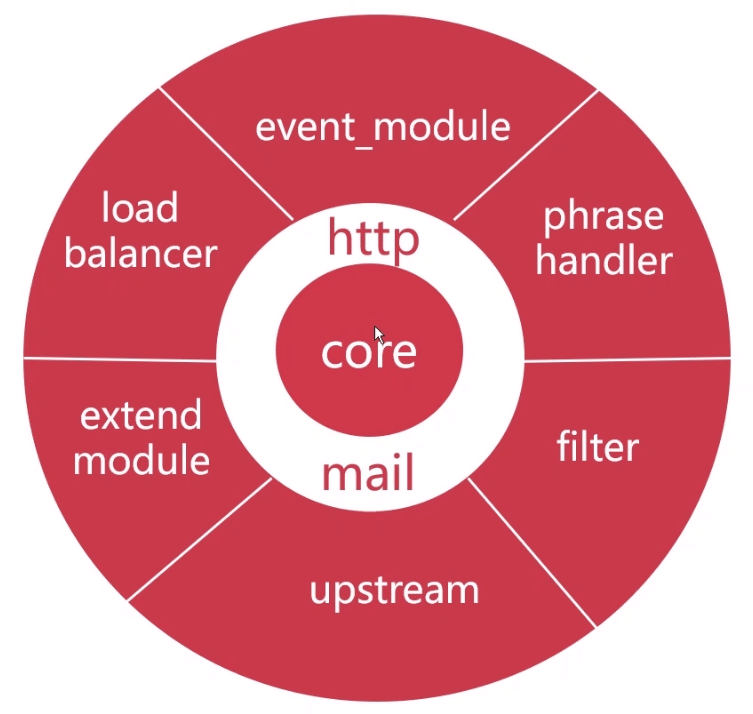 event_module
load
balancer
phrase
handler
http
core
extend
module
filter
mail
upstream